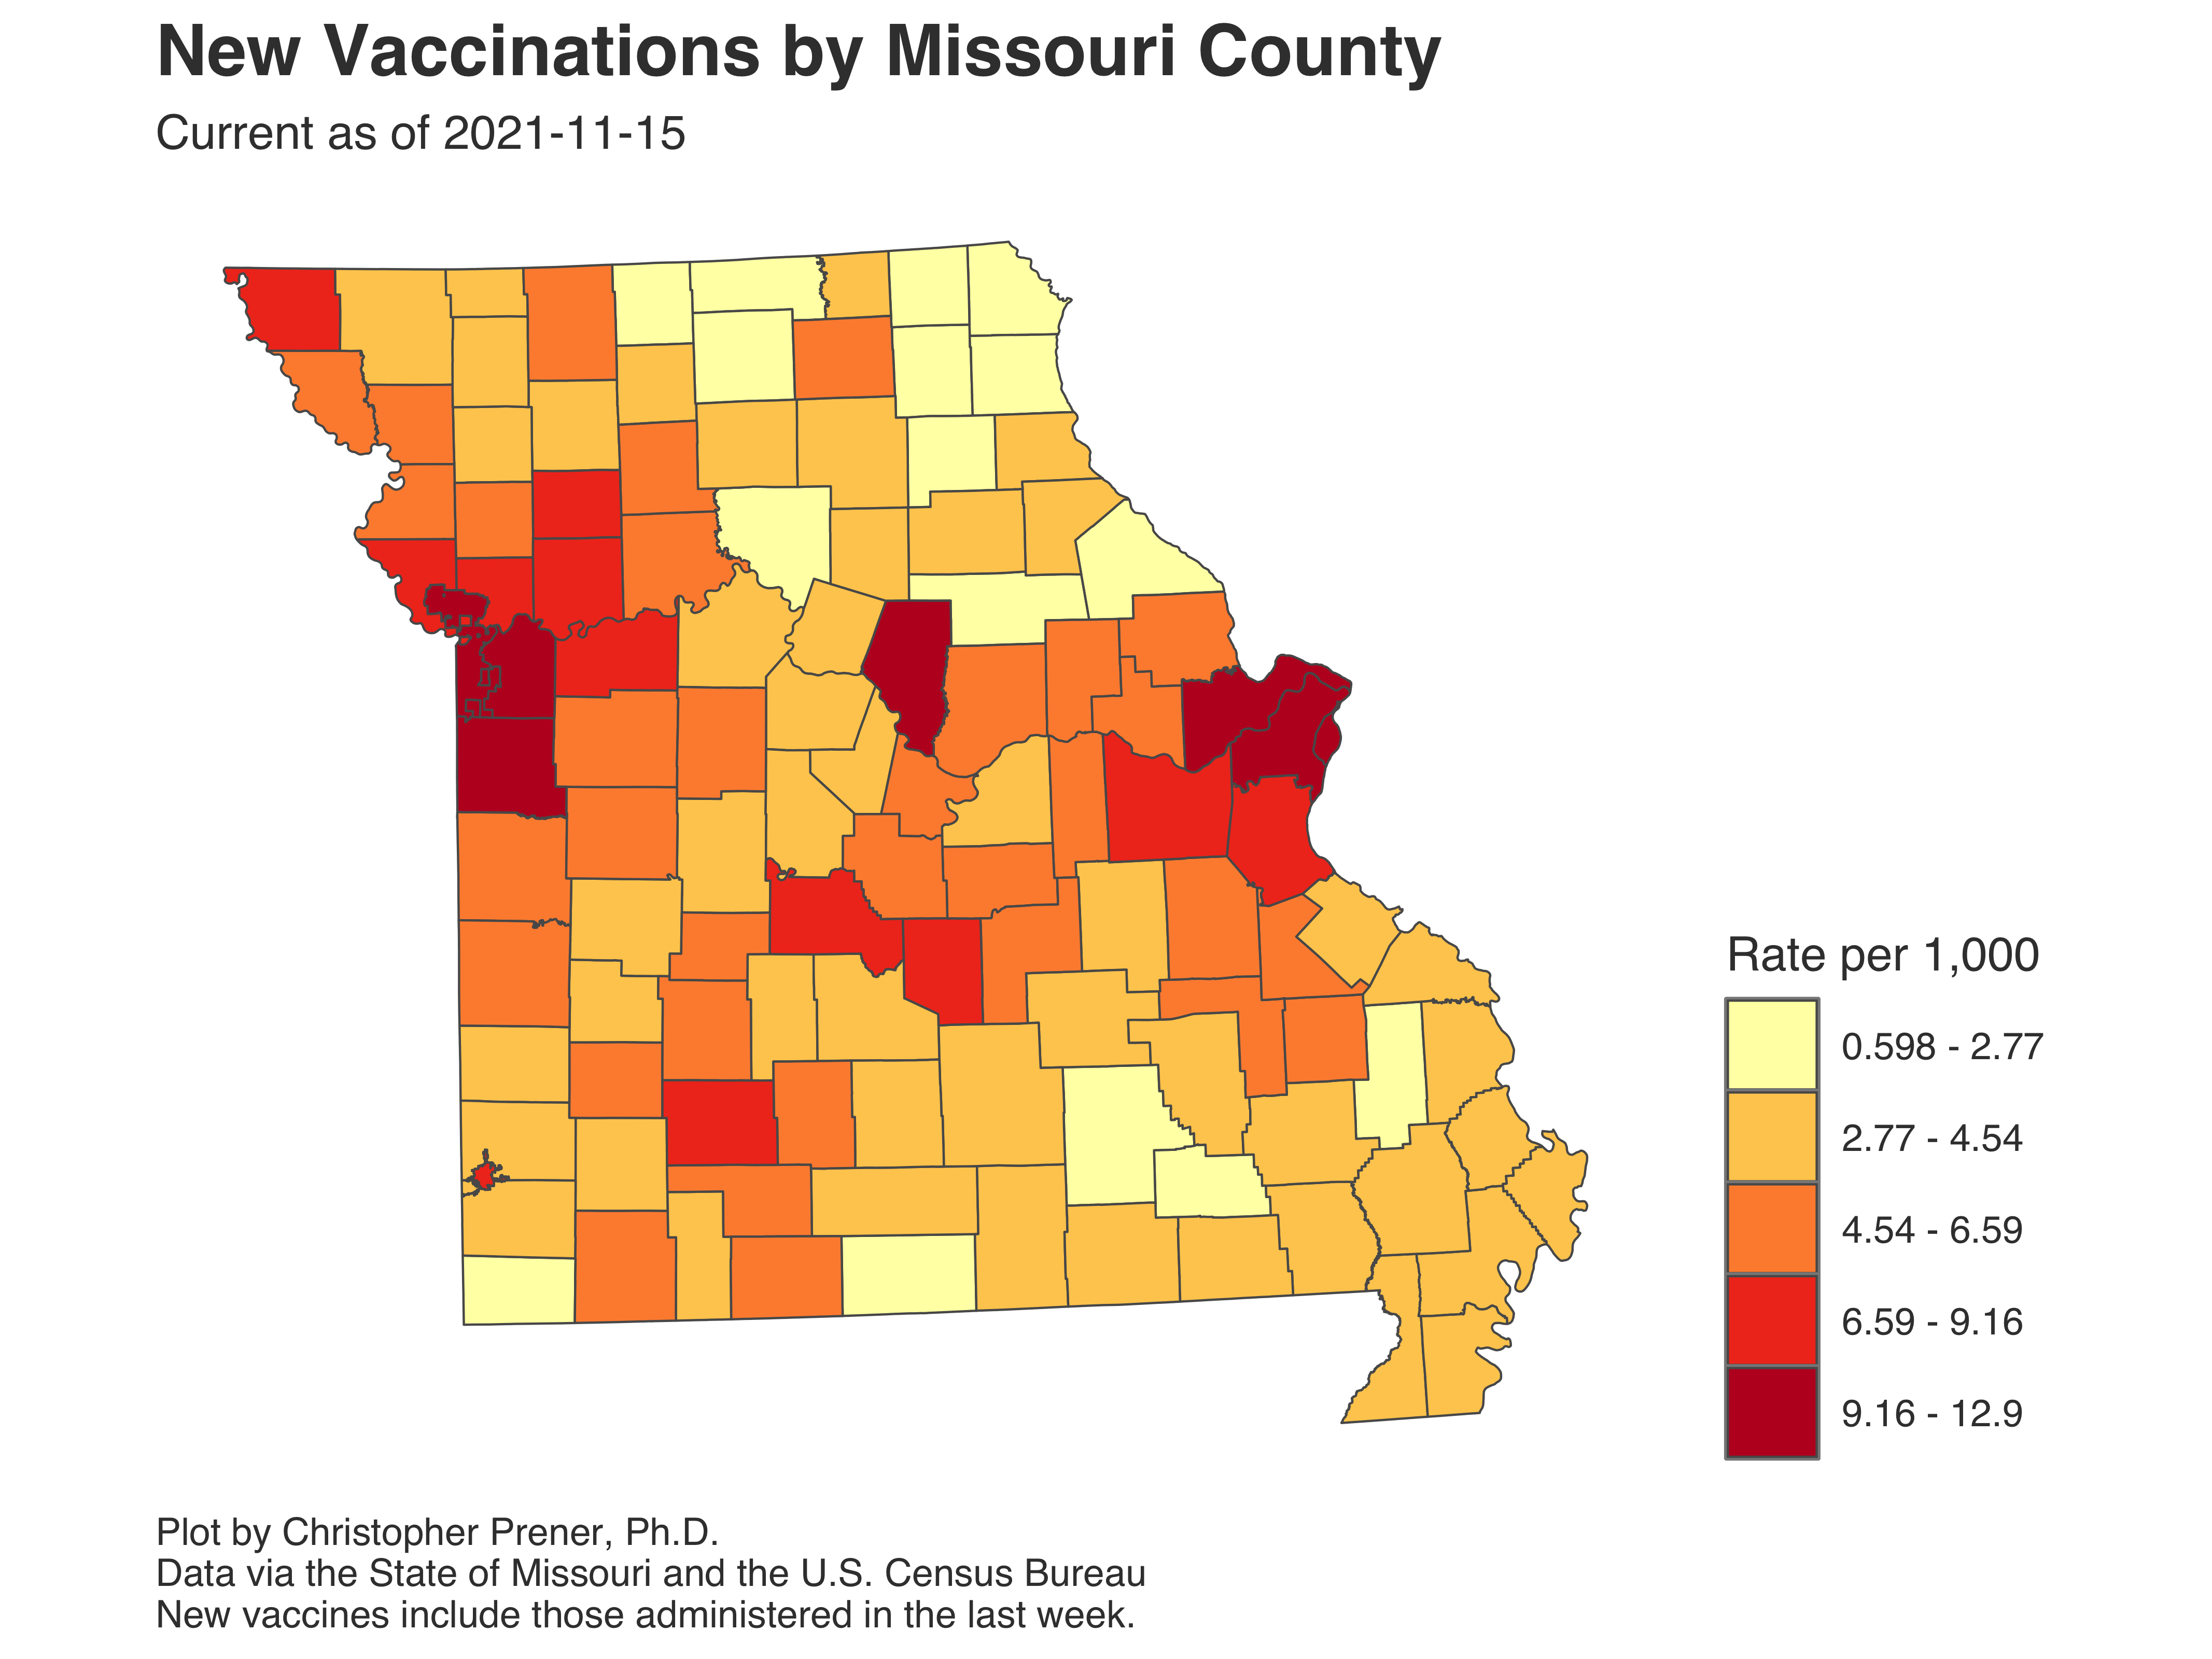 New Vaccinations by Missouri County
Current as of 2021-11-15
Rate per 1,000
0.598 - 2.77
2.77 - 4.54
4.54 - 6.59
6.59 - 9.16
9.16 - 12.9
Plot by Christopher Prener, Ph.D.
Data via the State of Missouri and the U.S. Census Bureau
New vaccines include those administered in the last week.